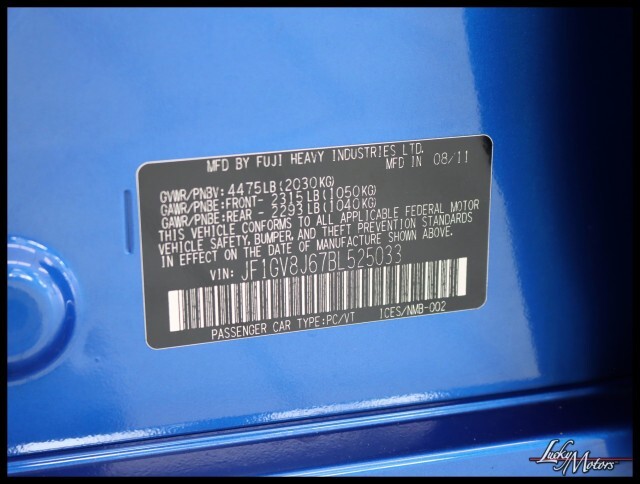 MFD BY FUJI HEAVY INDUSTRIES LTD.
MFD IN 08/11
GVWR/PNBV: 4475LB(2030KG)
GAWR/PNBE:FRONT- 2315LB(1050KG)
GAWR/PNBE:REAR - 2293LB(1040KG)
THIS VEHICLE CONFORMS TO ALL APPLICABLE FEDERAL MOTOR
VEHICLE SAFETY, BUMPER, AND THEFT PREVENTION STANDARDS
IN EFFECT ON THE DATE OF MANUFACTURE SHOWN ABOVE.
VIN: JF1GV8J67BL525033
PASSENGER CAR TYPE:PC/VT ICES/NMB-002
Lucky
Motors